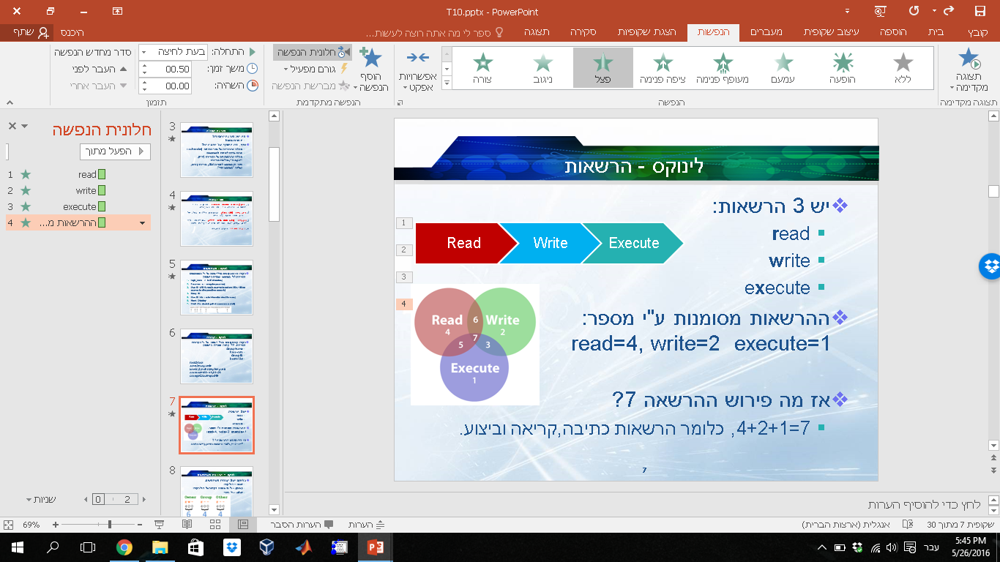 T10.pptx - PowerPoint
קובץ
בית
הוספה
עיצוב שקופית
מעברים
הנפשות
הצגת שקופיות
סקירה
תצוגה
ספר לי מה אתה רוצה לעשות...
היכנס
שתף
תצוגה מקדימה
ללא
הופעה
עמעם
מעופף פנימה
ציפה פנימה
פצל
ניגוב
צורה
אפשרויות אפקט
הוסף הנפשה
חלונית הנפשה
גורם מפעיל
מברשת הנפשה
התחלה: בעת לחיצה
משך זמן: 00.50
השהיה: 00.00
סדר מחדש הנפשה
העבר לפני
העבר אחרי
תצוגה מקדימה
הנפשה
הנפשה מתקדמת
תזמון
לינוקס - הרשאות
יש 3 הרשאות:
read
write
execute
ההרשאות מסומנות ע"י מספר:
read=4, write=2 execute=1
אז מה פירוש ההרשאה 7?
4+2+1=7, כלומר הרשאות כתיבה,קריאה וביצוע.
Read Write Execute
1
2
3
4
Read
4
6
Write
2
5
7
3
Execute
1
7
3
4
5
6
7
8
חלונית הנפשה
הפעל מתוך
1 read
2 write
3 execute
4 ההרשאות מ...
שניות
0 2
לחץ כדי להוסיף הערות
שקופית 7 מתוך 30
אנגלית (ארצות הברית)
הערות
הערות הסבר
69%
עבר
5:45 PM
5/26/2016